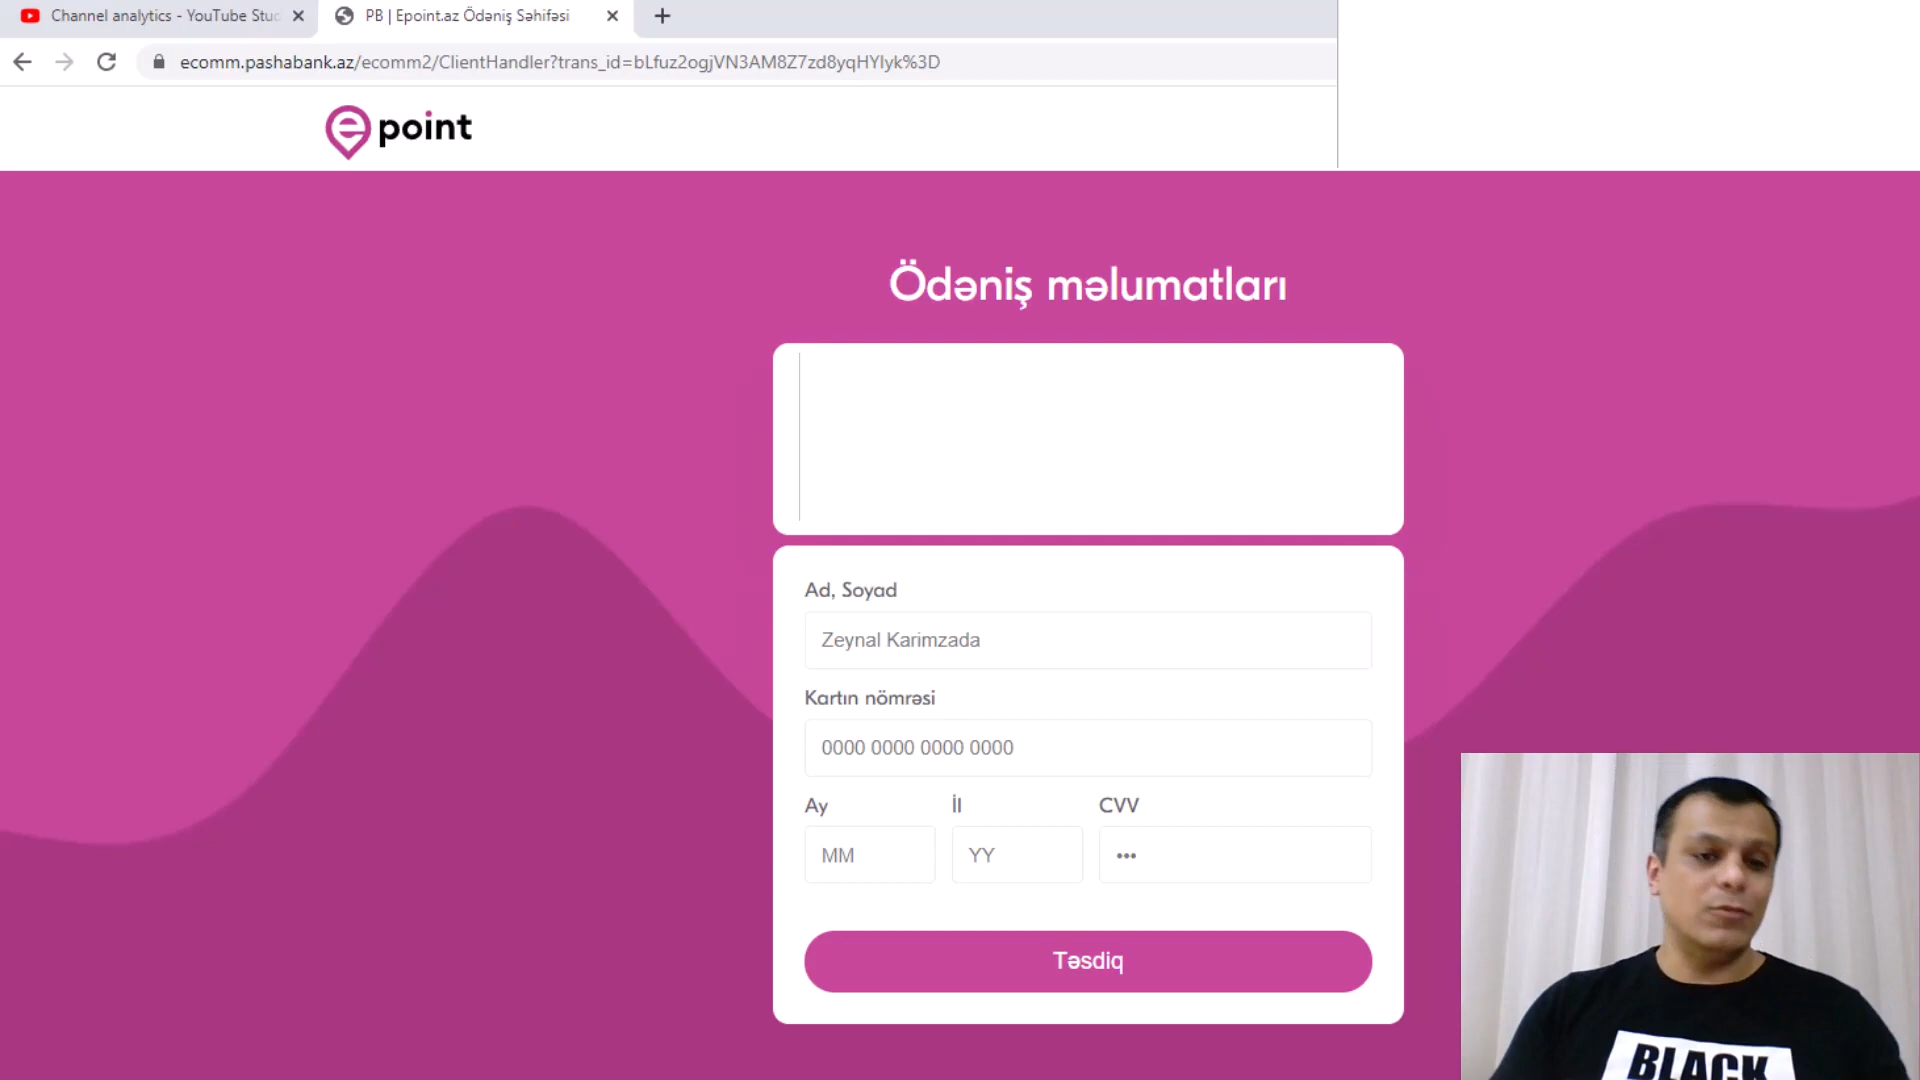 Channel analytics - YouTube Stu
PB | Epoint.az Ödəniş Səhifəsi
ecomm.pashabank.az/ecomm2/ClientHandler?trans_id=bLfuz2ogjVN3AM8Z7zd8yqHYlyk%3D
e point
Ödəniş məlumatları
Ad, Soyad
Zeynal Karimzada
Kartın nömrəsi
0000 0000 0000 0000
Ay
İl
CVV
MM
YY
•••
Təsdiq
BLACK